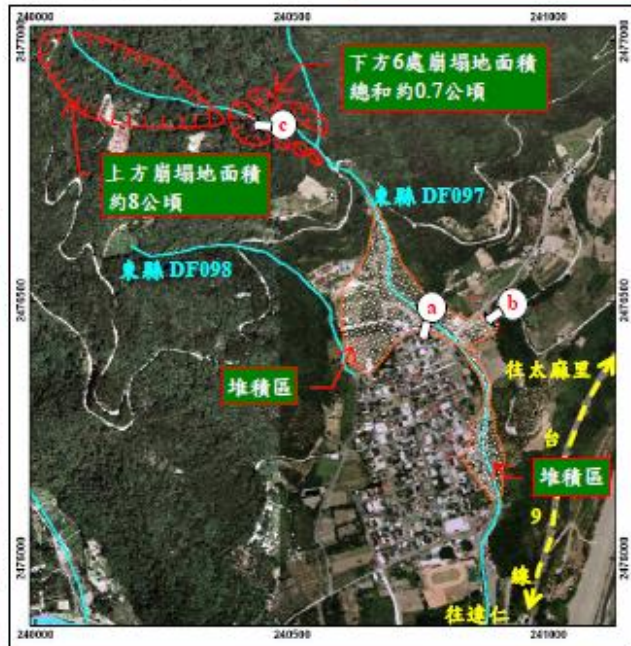 240000 240500 241000
2477000 2477000
下方6處崩塌地面積
總和約0.7公頃
c
上方崩塌地面積
約8公頃
東縣 DF097
東縣 DF098
2476500 2476500
a
b
往太麻里
堆積區
台
9
線
堆積區
2476000 2476000
往達仁
240000 240500 241000